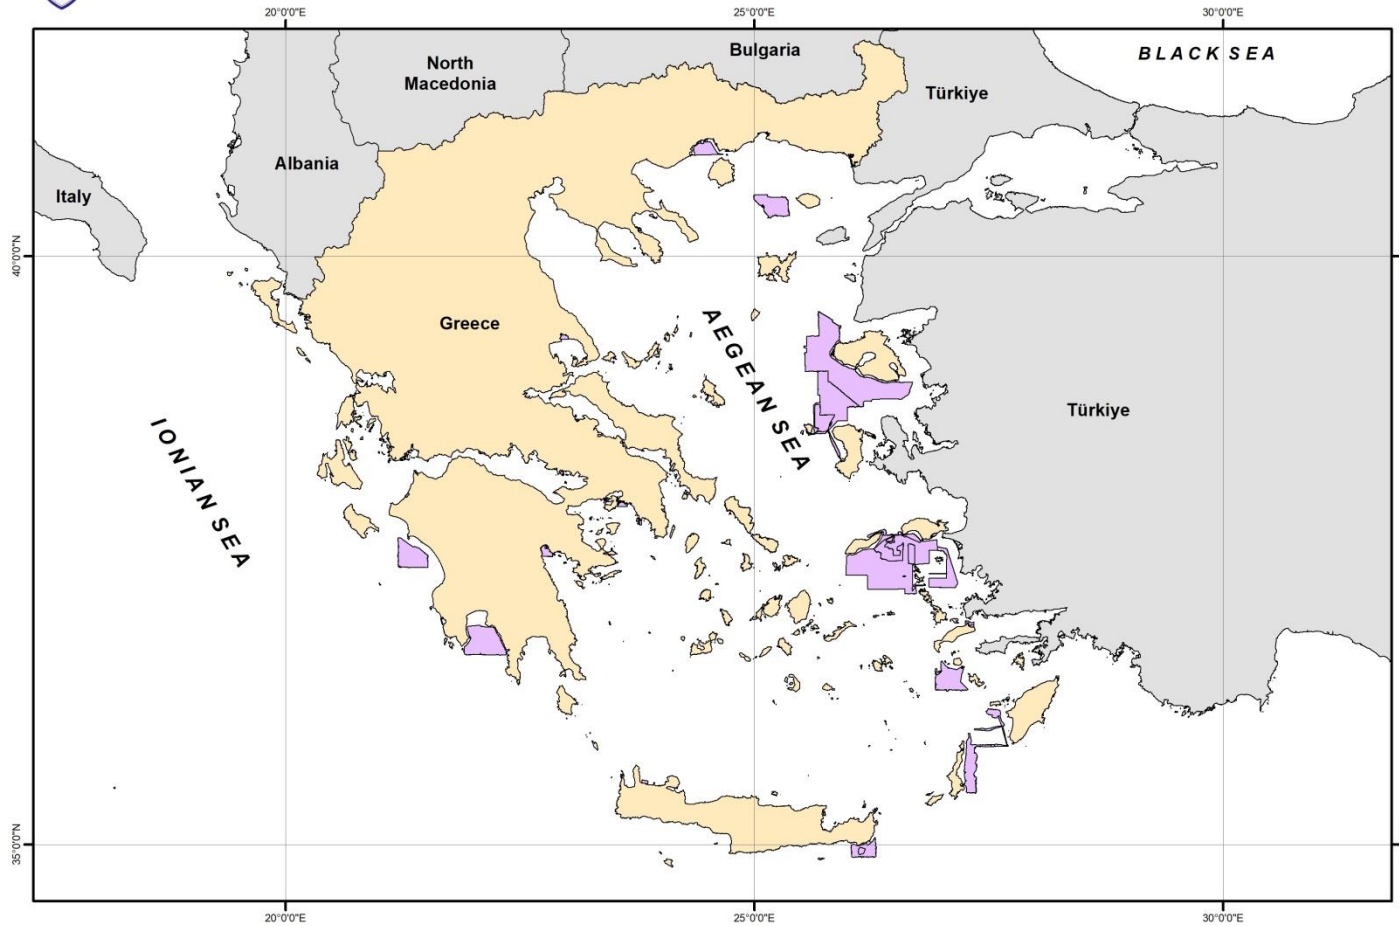 20°0'0"E
25°0'0"E
30°0'0"E
BLACK SEA
Bulgaria
North
Macedonia
Türkiye
Albania
Italy
40°0'0"N
Greece
AEGEAN SEA
Türkiye
IONIAN SEA
35°0'0"N
20°0'0"E
25°0'0"E
30°0'0"E